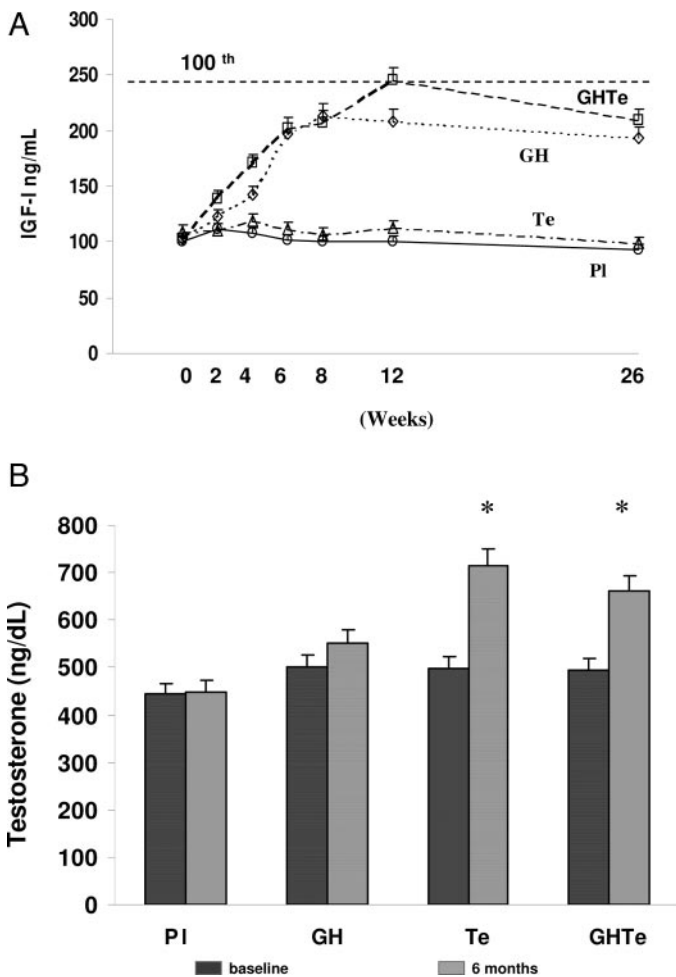 A
100 th
300
250
200
150
100
50
0
IGF-I ng/mL
GHTe
GH
Te
Pl
0 2 4 6 8 12 26
(Weeks)
B
800
700
600
500
400
300
200
100
0
Testosterone (ng/dL)
* *
Pl GH Te GHTe
baseline 6 months